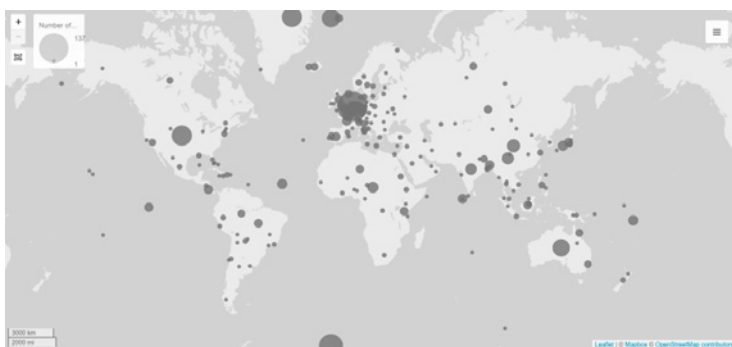 +
Number of...
137
1
3000 km
2000 mi
Leaflet | © Mapbox © OpenStreetMap contributors